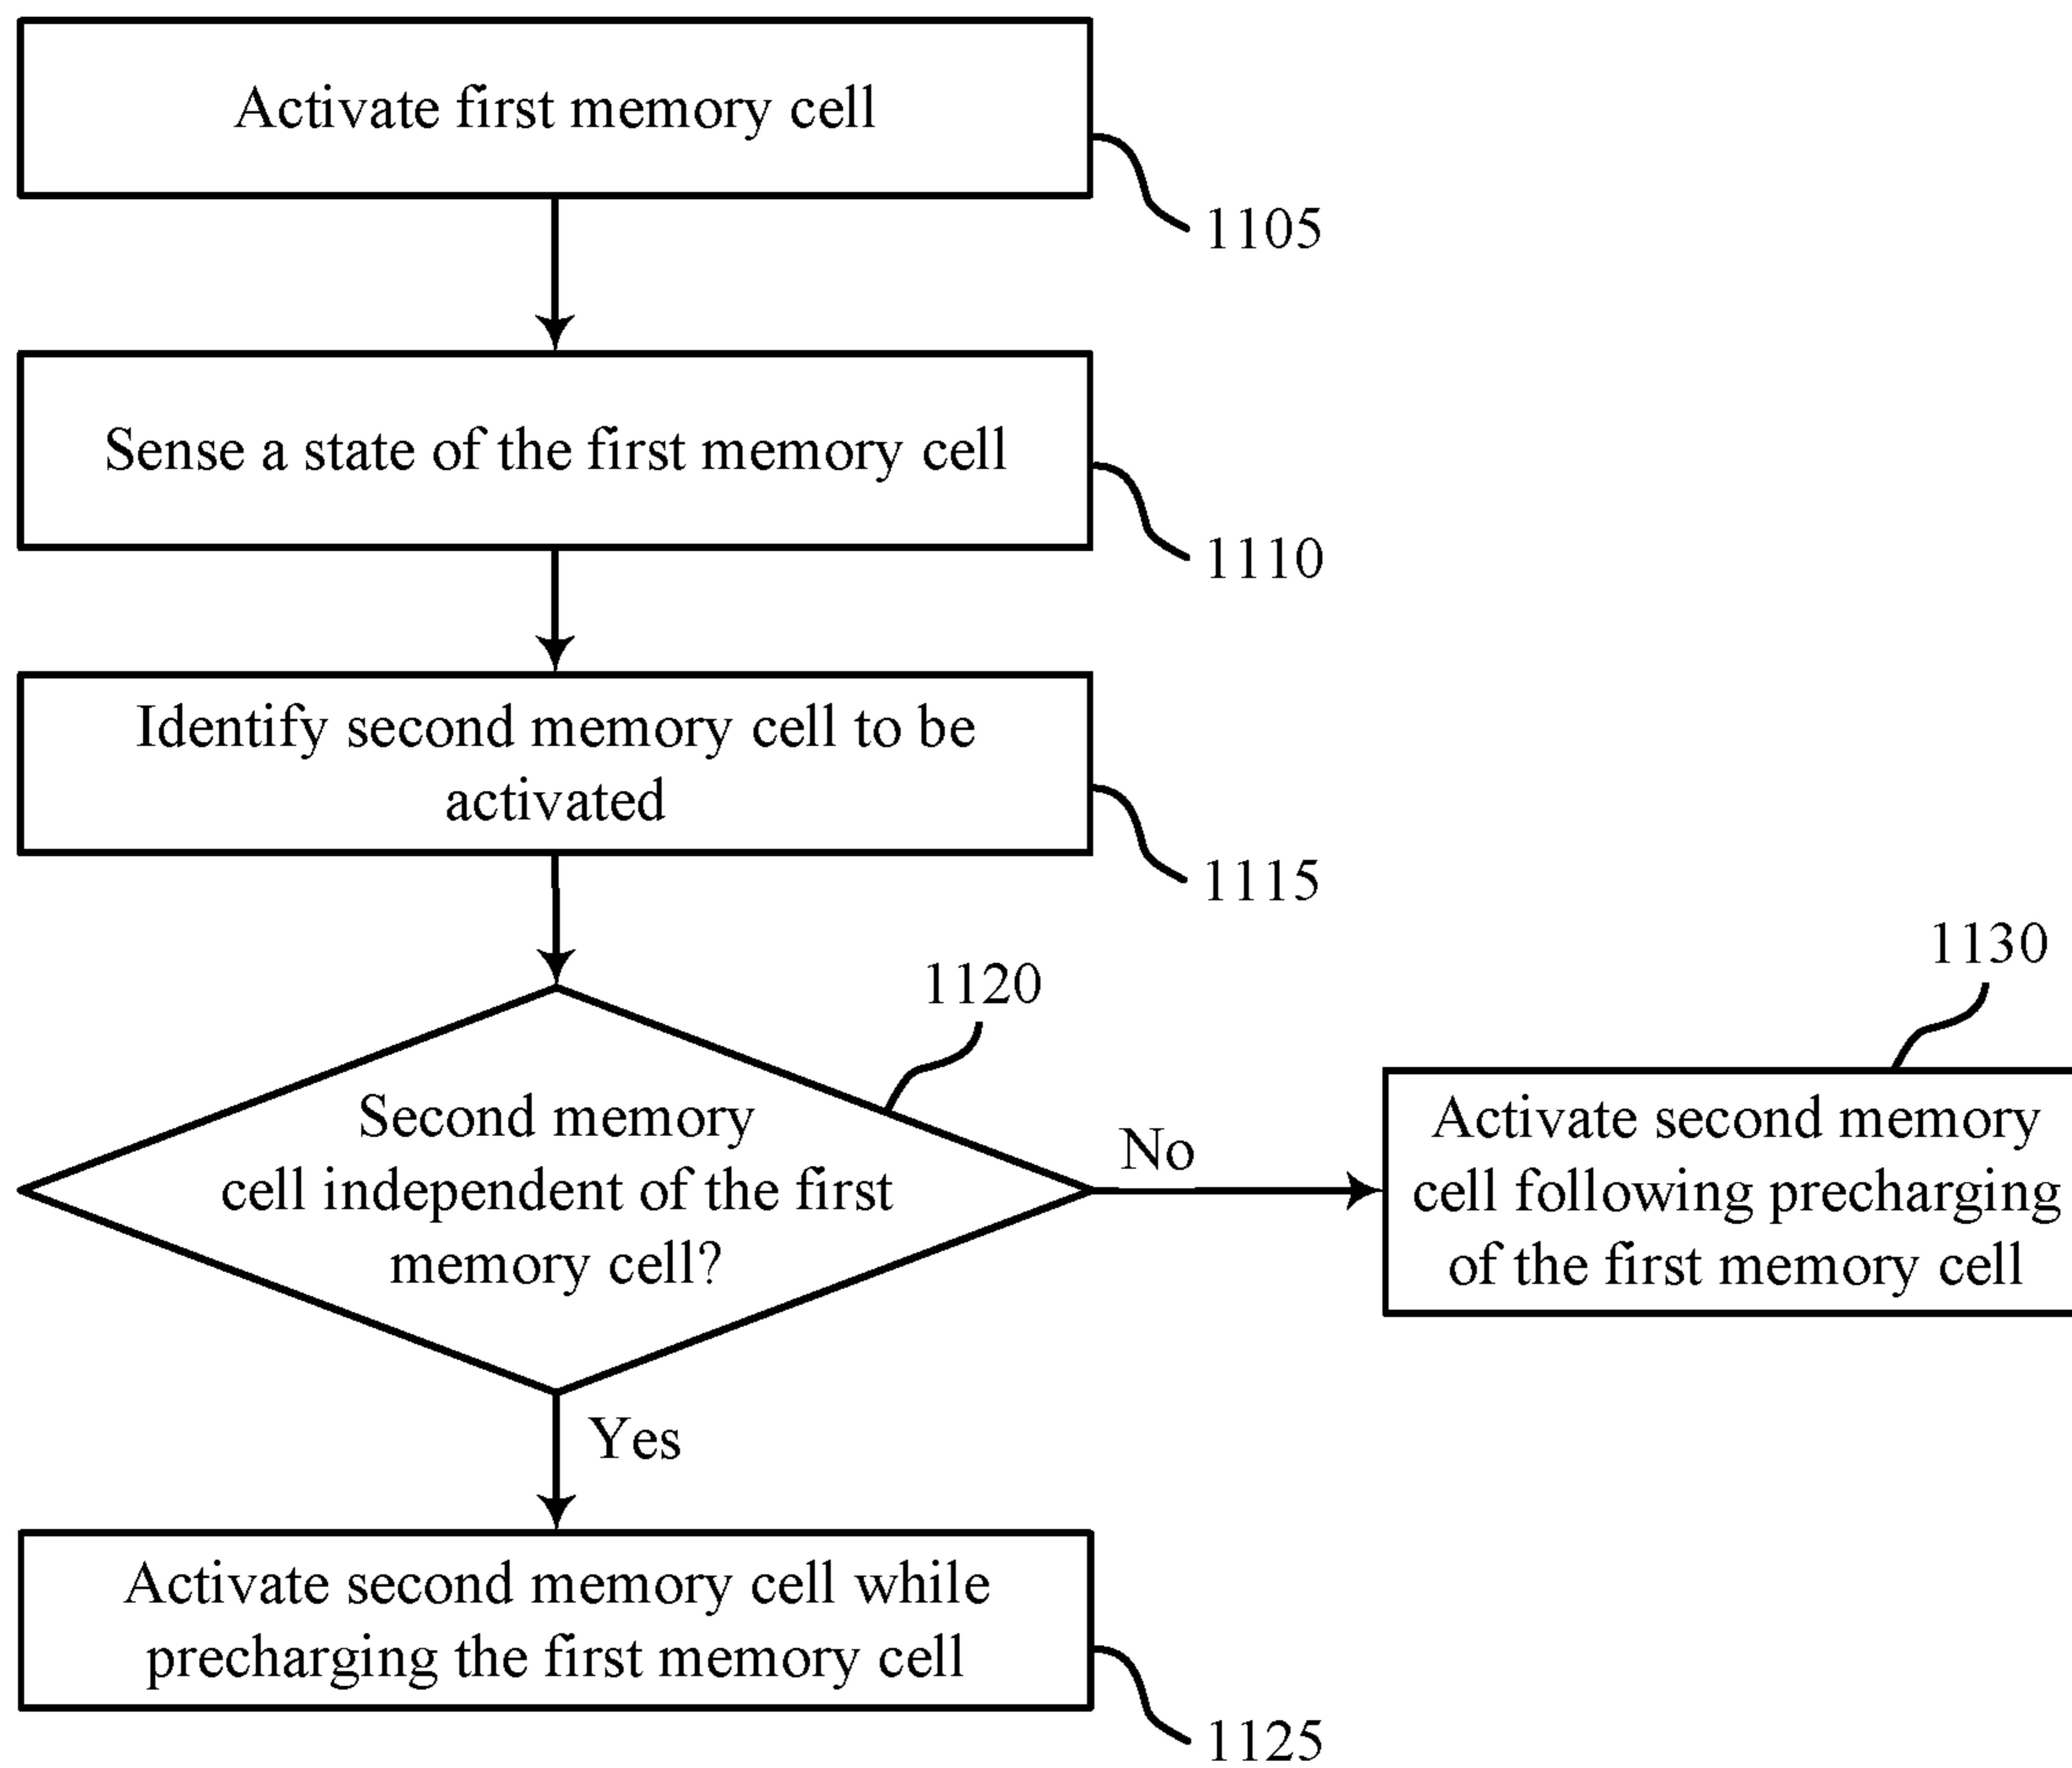 Activate first memory cell
1105
Sense a state of the first memory cell
1110
Identify second memory cell to be
activated
1115
1120
Second memory
cell independent of the first
memory cell?
No
1130
Activate second memory
cell following precharging
of the first memory cell
Yes
Activate second memory cell while
precharging the first memory cell
1125